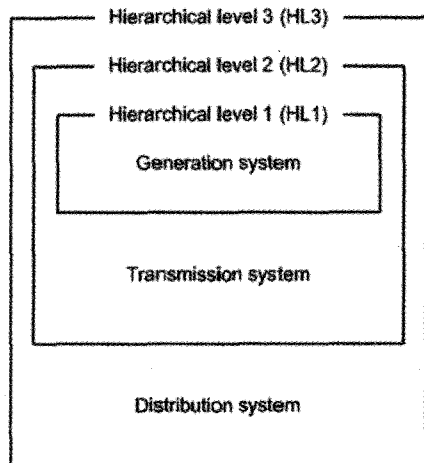 Hierarchical level 3 (HL3)
Hierarchical level 2 (HL2)
Hierarchical level 1 (HL1)
Generation system
Transmission system
Distribution system